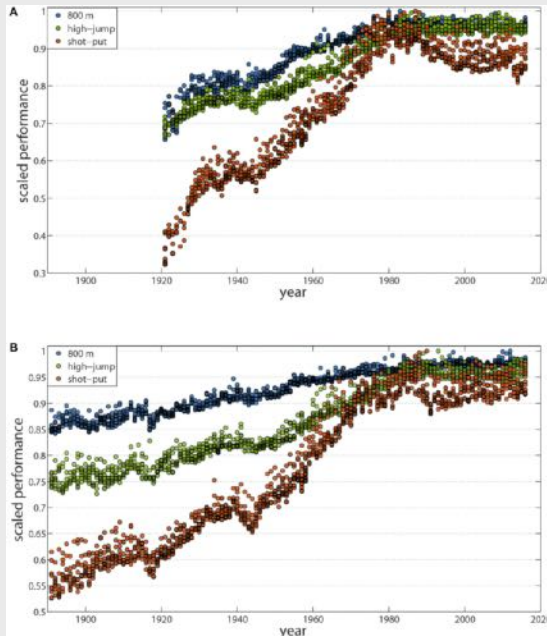 A
800 m
high-jump
shot-put
scaled performance
1
0.9
0.8
0.7
0.6
0.5
0.4
0.3
1900 1920 1940 1960 1980 2000 2020
year
B
800 m
high-jump
shot-put
scaled performance
1
0.95
0.9
0.85
0.8
0.75
0.7
0.65
0.6
0.55
0.5
1900 1920 1940 1960 1980 2000 2020
year